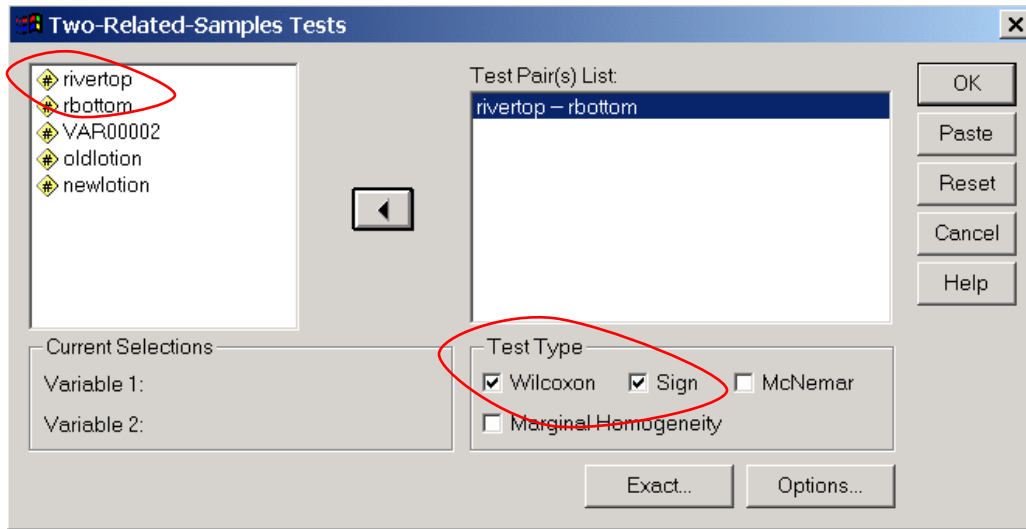 Two-Related-Samples Tests
rivertop
rbottom
VAR00002
oldlotion
newlotion
Test Pair(s) List:
rivertop – rbottom
OK
Paste
Reset
Cancel
Help
Current Selections
Variable 1:
Variable 2:
Test Type
Wilcoxon Sign McNemar
Marginal Homogeneity
Exact... Options...